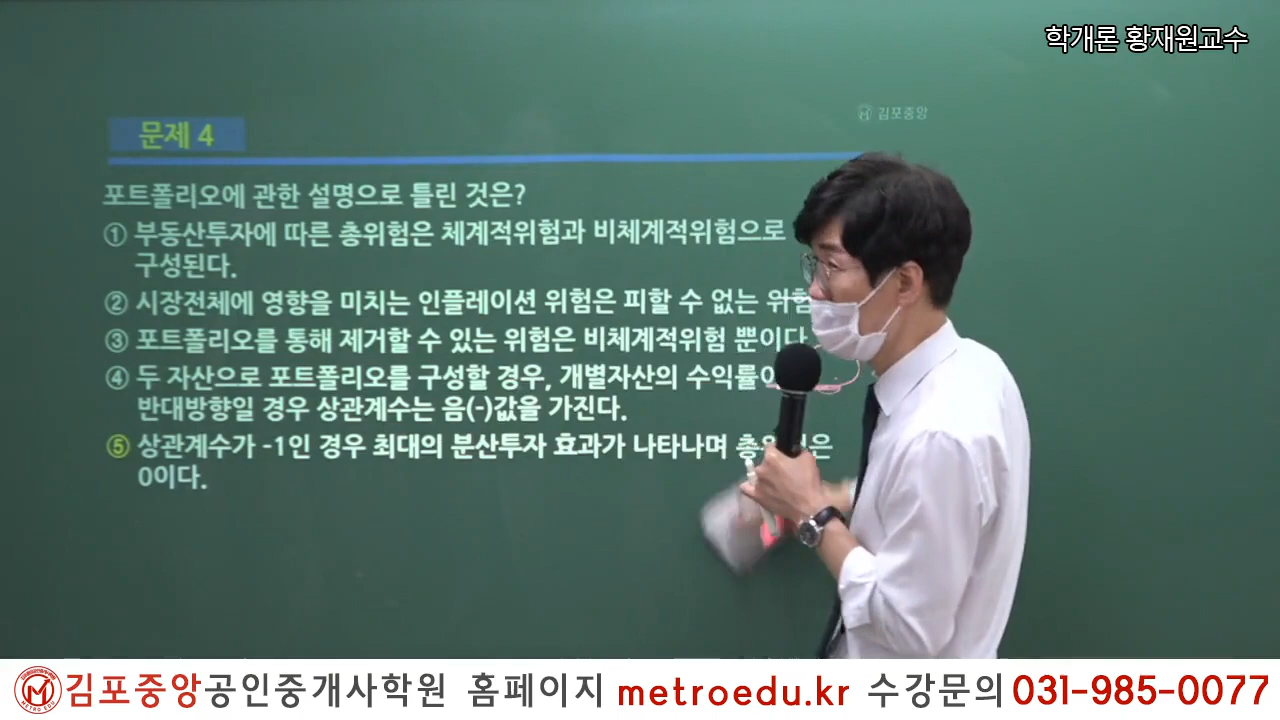 학개론 황재원교수
김포중앙
문제 4
포트폴리오에 관한 설명으로 틀린 것은?
① 부동산투자에 따른 총위험은 체계적위험과 비체계적위험으로
구성된다.
② 시장전체에 영향을 미치는 인플레이션 위험은 피할 수 없는 위험
③ 포트폴리오를 통해 제거할 수 있는 위험은 비체계적위험 뿐이다.
④ 두 자산으로 포트폴리오를 구성할 경우, 개별자산의 수익률이
반대방향일 경우 상관계수는 음(-)값을 가진다.
⑤ 상관계수가 -1인 경우 최대의 분산투자 효과가 나타나며 총위험은
0이다.
김포중앙공인중개사학원 홈페이지 metroedu.kr 수강문의 031-985-0077